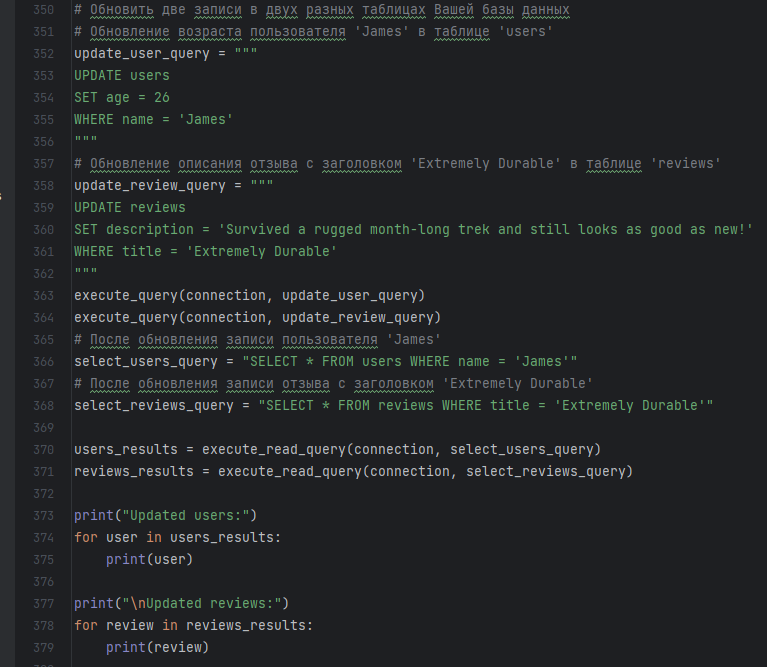 350 # Обновить две записи в двух разных таблицах Вашей базы данных
351 # Обновление возраста пользователя 'James' в таблице 'users'
352 update_user_query = """
353 UPDATE users
354 SET age = 26
355 WHERE name = 'James'
356 """
357 # Обновление описания отзыва с заголовком 'Extremely Durable' в таблице 'reviews'
358 update_review_query = """
359 UPDATE reviews
360 SET description = 'Survived a rugged month-long trek and still looks as good as new!'
361 WHERE title = 'Extremely Durable'
362 """
363 execute_query(connection, update_user_query)
364 execute_query(connection, update_review_query)
365 # После обновления записи пользователя 'James'
366 select_users_query = "SELECT * FROM users WHERE name = 'James'"
367 # После обновления записи отзыва с заголовком 'Extremely Durable'
368 select_reviews_query = "SELECT * FROM reviews WHERE title = 'Extremely Durable'"
369
370 users_results = execute_read_query(connection, select_users_query)
371 reviews_results = execute_read_query(connection, select_reviews_query)
372
373 print("Updated users:")
374 for user in users_results:
375     print(user)
376
377 print("\nUpdated reviews:")
378 for review in reviews_results:
379     print(review)